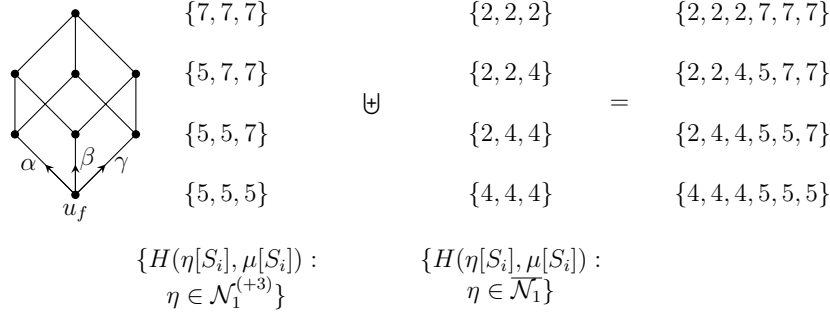 {7, 7, 7} {2, 2, 2} {2, 2, 2, 7, 7, 7}
{5, 7, 7} {2, 2, 4} {2, 2, 4, 5, 7, 7}
⊎ =
{5, 5, 7} {2, 4, 4} {2, 4, 4, 5, 5, 7}
α β γ
{5, 5, 5} {4, 4, 4} {4, 4, 4, 5, 5, 5}
u_f
{H(η[S_i], μ[S_i]) : {H(η[S_i], μ[S_i]) :
η ∈ 𝒩_1^{(+3)}} η ∈ \overline{𝒩_1}}